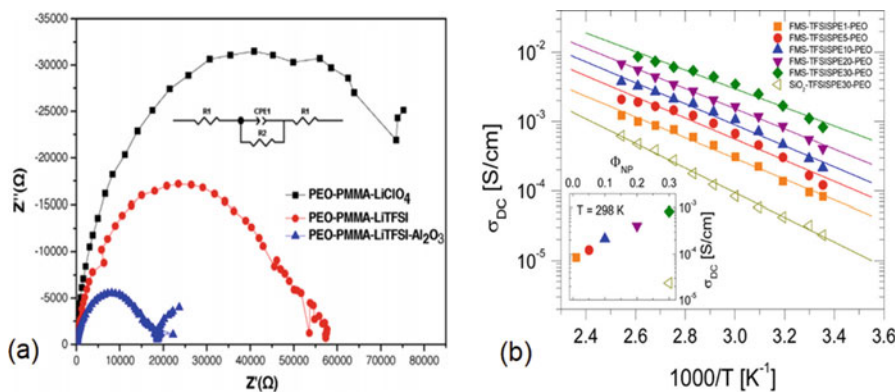 -35000
-30000
-25000
-20000
-15000
-10000
-5000
0
Z''(Ω)
R1 CPE1 R1
R2
PEO-PMMA-LiClO₄
PEO-PMMA-LiTFSI
PEO-PMMA-LiTFSI-Al₂O₃
0 10000 20000 30000 40000 50000 60000 70000 80000
Z'(Ω)
(a)
FMS-TFSISPE1-PEO
FMS-TFSISPE5-PEO
FMS-TFSISPE10-PEO
FMS-TFSISPE20-PEO
FMS-TFSISPE30-PEO
SiO₂-TFSISPE30-PEO
10⁻²
10⁻³
10⁻⁴
10⁻⁵
σDC [S/cm]
ΦNP
0.0 0.1 0.2 0.3
T = 298 K
10⁻³
10⁻⁴
10⁻⁵
σDC [S/cm]
2.4 2.6 2.8 3.0 3.2 3.4 3.6
1000/T [K⁻¹]
(b)